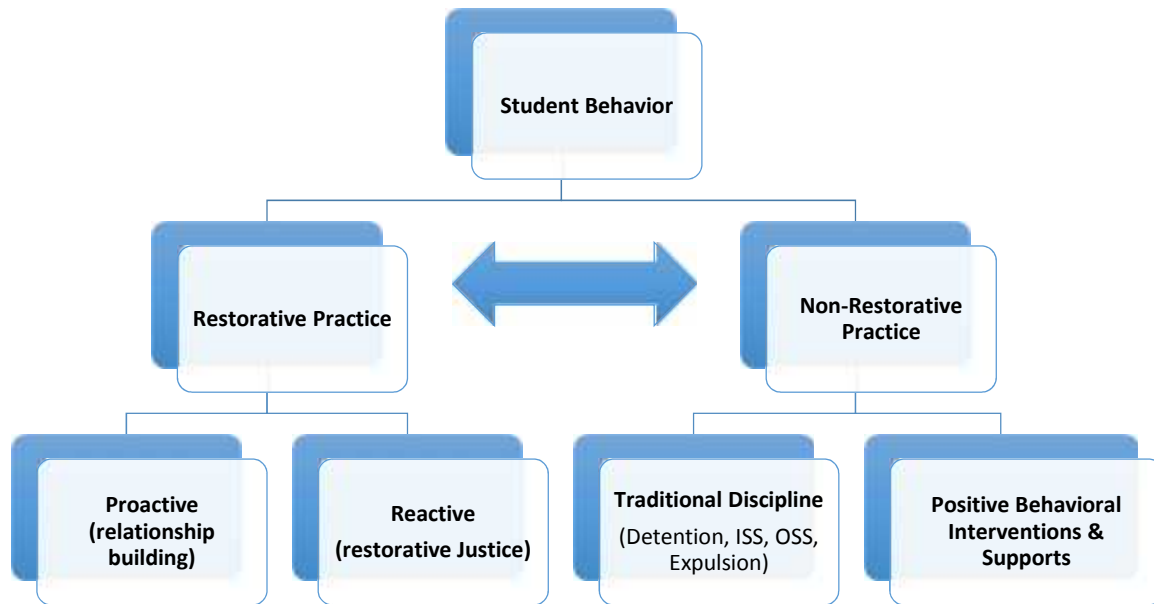 Student Behavior
Restorative Practice
Non-Restorative
Practice
Proactive
(relationship
building)
Reactive
(restorative Justice)
Traditional Discipline
(Detention, ISS, OSS,
Expulsion)
Positive Behavioral
Interventions &
Supports